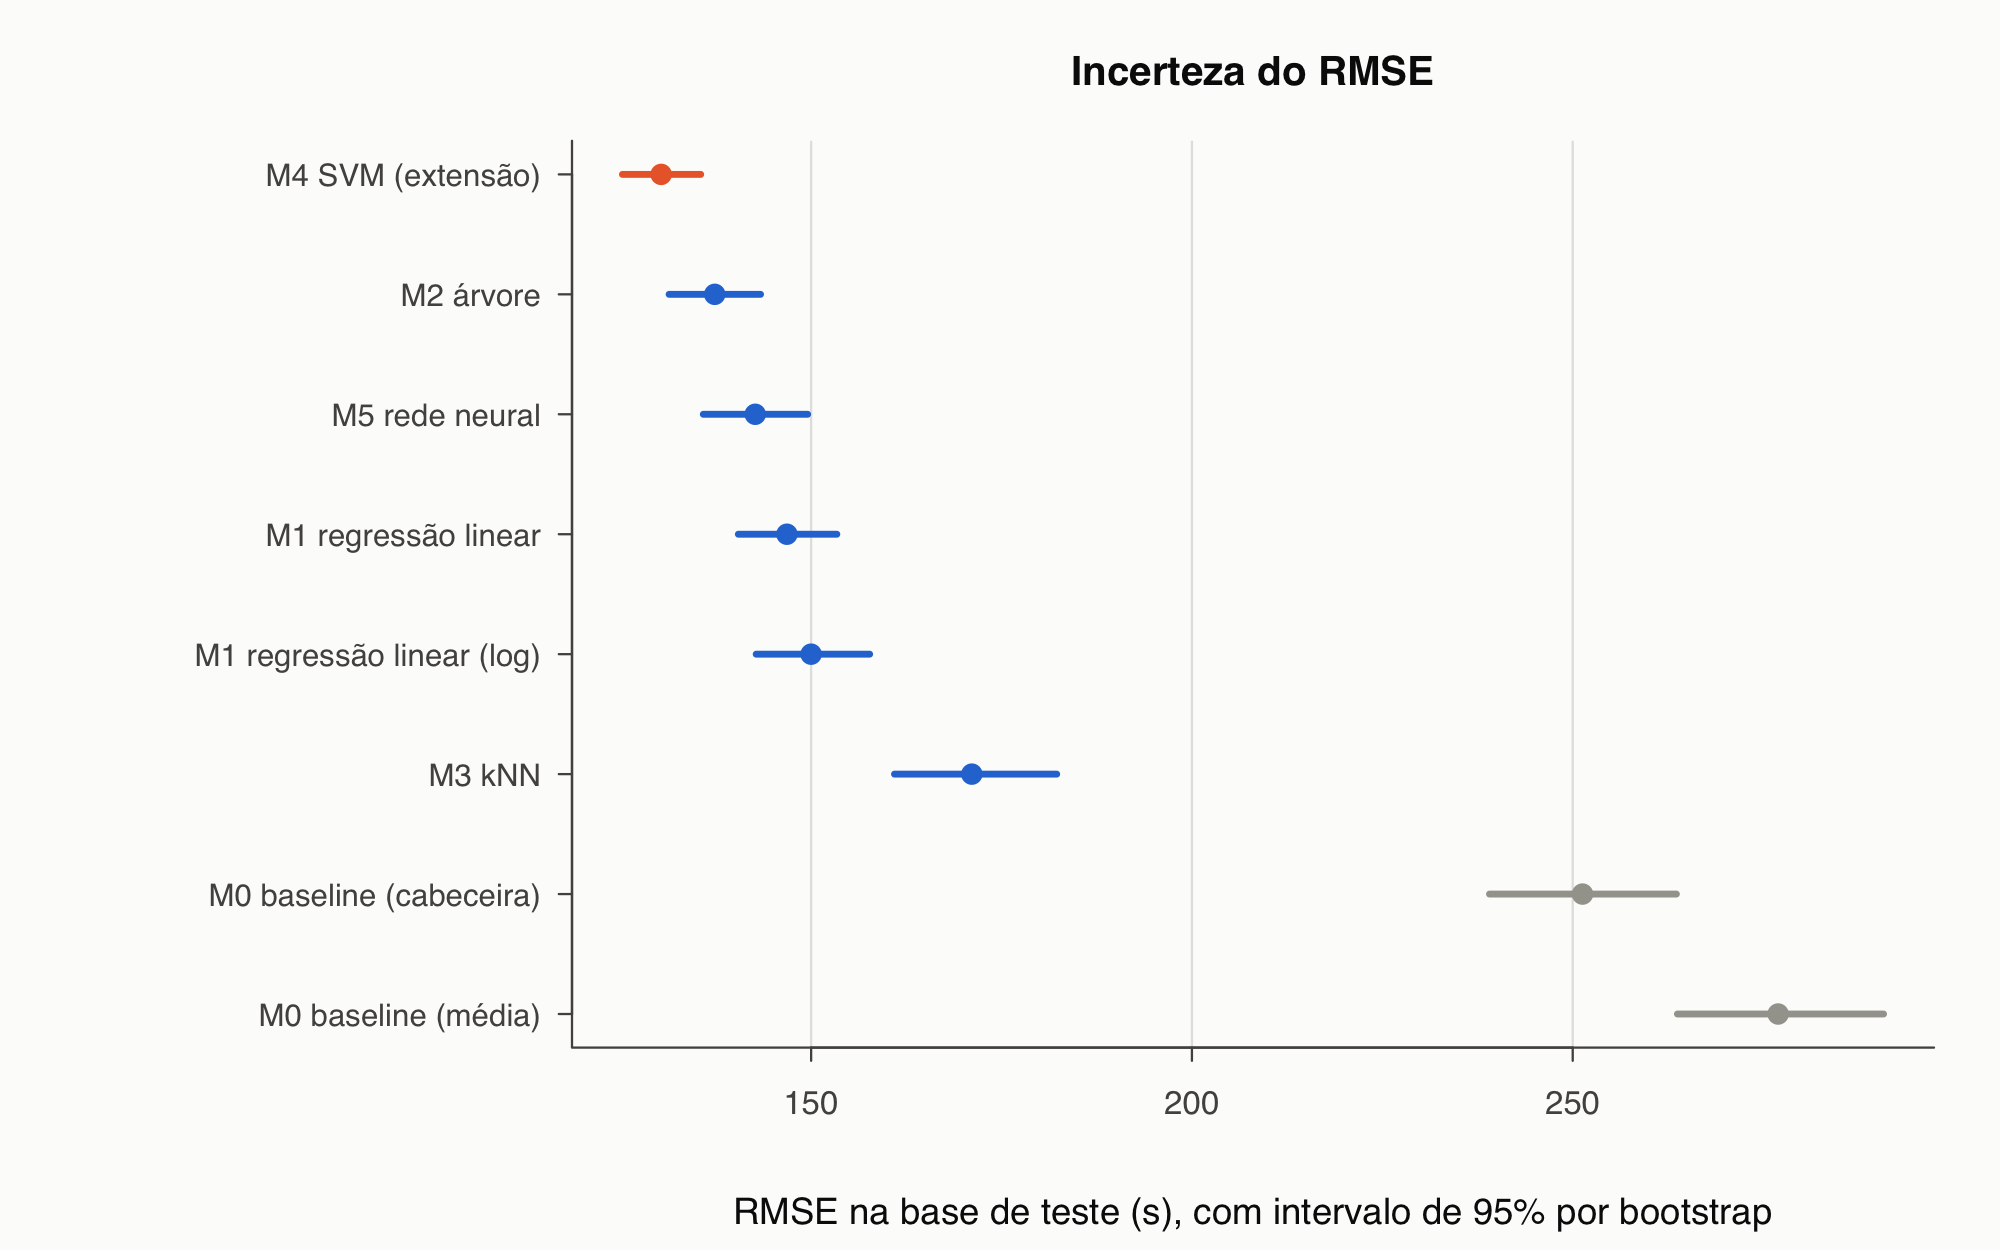 Incerteza do RMSE
M4 SVM (extensão)
M2 árvore
M5 rede neural
M1 regressão linear
M1 regressão linear (log)
M3 kNN
M0 baseline (cabeceira)
M0 baseline (média)
150 200 250
RMSE na base de teste (s), com intervalo de 95% por bootstrap